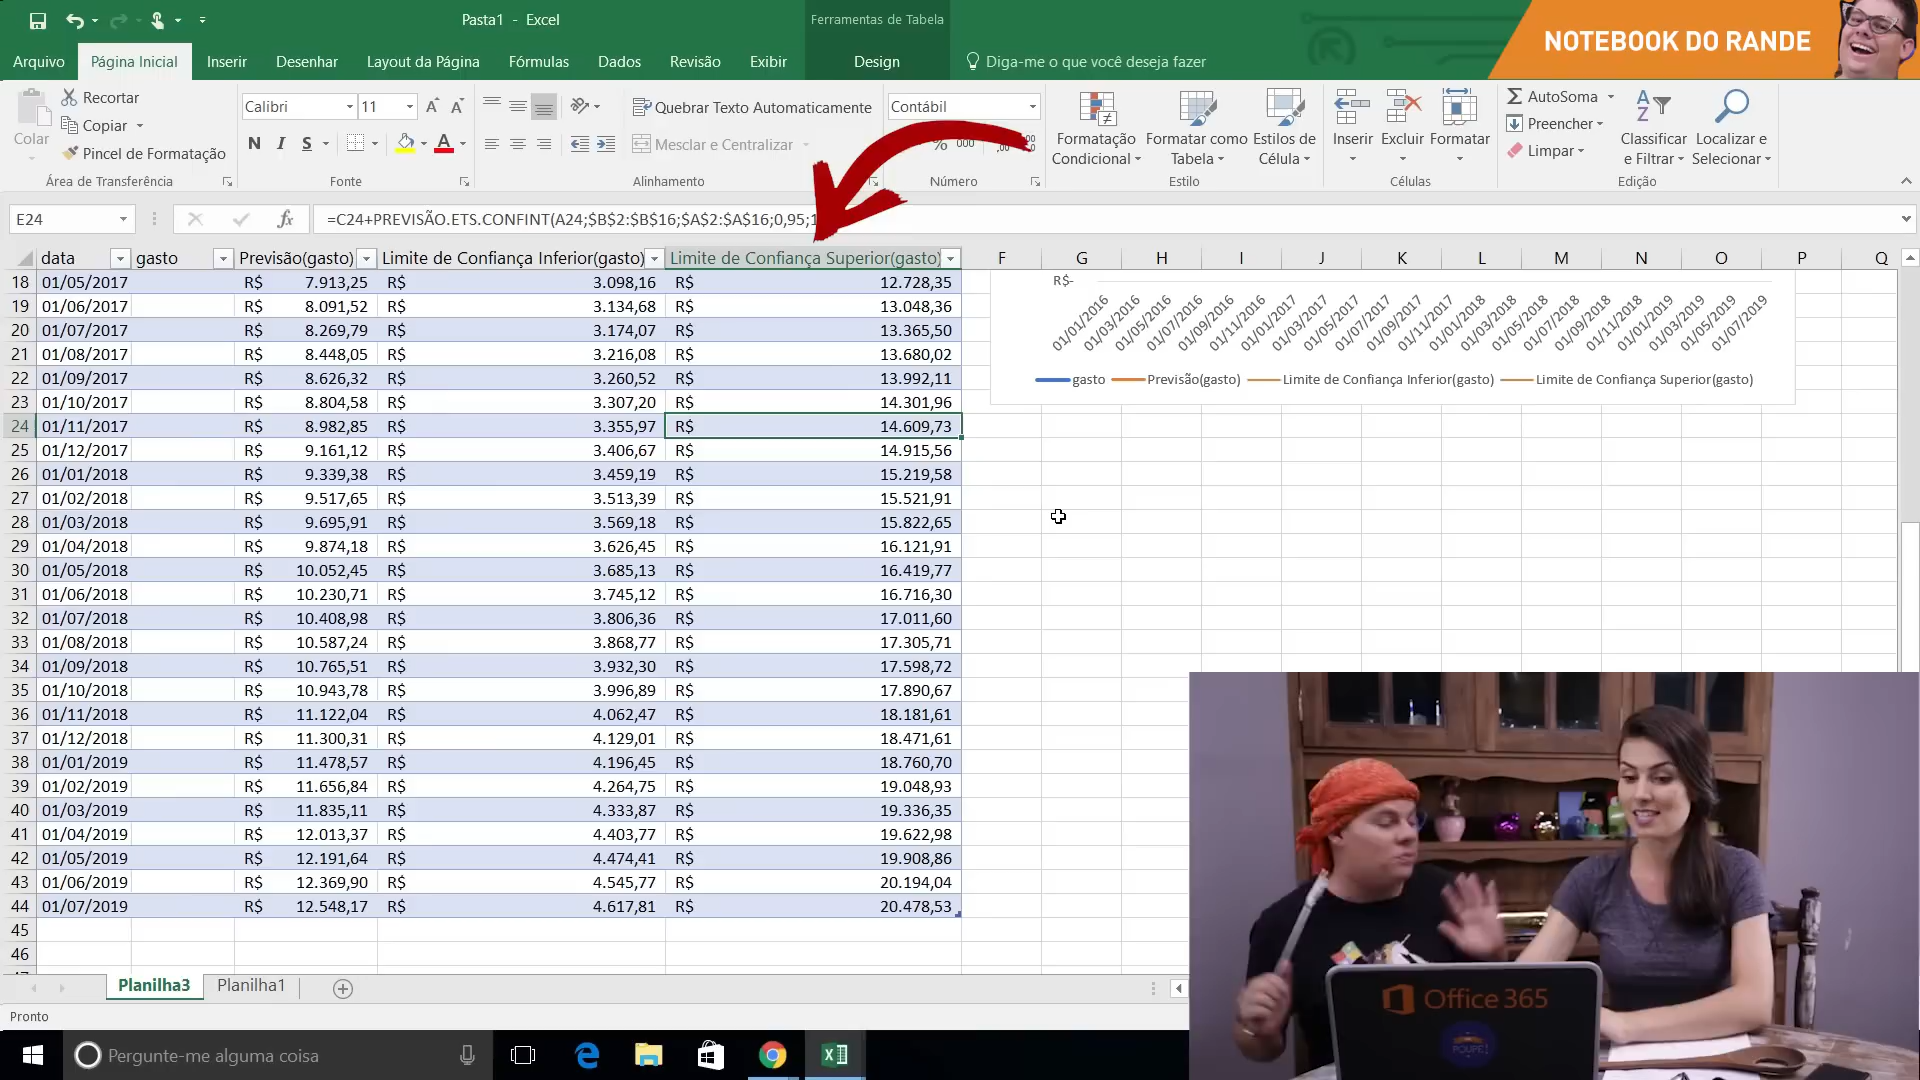 Pasta1 - Excel
Ferramentas de Tabela
NOTEBOOK DO RANDE
Arquivo Página Inicial Inserir Desenhar Layout da Página Fórmulas Dados Revisão Exibir Design Diga-me o que você deseja fazer
Colar
Recortar
Copiar
Pincel de Formatação
Área de Transferência
Calibri 11
N I S
Fonte
Quebrar Texto Automaticamente
Mesclar e Centralizar
Alinhamento
Contábil
% 000
Número
Formatação Condicional
Formatar como Tabela
Estilos de Célula
Estilo
Inserir Excluir Formatar
Células
AutoSoma
Preencher
Limpar
Classificar e Filtrar
Localizar e Selecionar
Edição
E24 fx =C24+PREVISÃO.ETS.CONFINT(A24;$B$2:$B$16;$A$2:$A$16;0,95;1
data gasto Previsão(gasto) Limite de Confiança Inferior(gasto) Limite de Confiança Superior(gasto) F G H I J K L M N O P Q
18 01/05/2017 R$ 7.913,25 R$ 3.098,16 R$ 12.728,35
19 01/06/2017 R$ 8.091,52 R$ 3.134,68 R$ 13.048,36
20 01/07/2017 R$ 8.269,79 R$ 3.174,07 R$ 13.365,50
21 01/08/2017 R$ 8.448,05 R$ 3.216,08 R$ 13.680,02
22 01/09/2017 R$ 8.626,32 R$ 3.260,52 R$ 13.992,11
23 01/10/2017 R$ 8.804,58 R$ 3.307,20 R$ 14.301,96
24 01/11/2017 R$ 8.982,85 R$ 3.355,97 R$ 14.609,73
25 01/12/2017 R$ 9.161,12 R$ 3.406,67 R$ 14.915,56
26 01/01/2018 R$ 9.339,38 R$ 3.459,19 R$ 15.219,58
27 01/02/2018 R$ 9.517,65 R$ 3.513,39 R$ 15.521,91
28 01/03/2018 R$ 9.695,91 R$ 3.569,18 R$ 15.822,65
29 01/04/2018 R$ 9.874,18 R$ 3.626,45 R$ 16.121,91
30 01/05/2018 R$ 10.052,45 R$ 3.685,13 R$ 16.419,77
31 01/06/2018 R$ 10.230,71 R$ 3.745,12 R$ 16.716,30
32 01/07/2018 R$ 10.408,98 R$ 3.806,36 R$ 17.011,60
33 01/08/2018 R$ 10.587,24 R$ 3.868,77 R$ 17.305,71
34 01/09/2018 R$ 10.765,51 R$ 3.932,30 R$ 17.598,72
35 01/10/2018 R$ 10.943,78 R$ 3.996,89 R$ 17.890,67
36 01/11/2018 R$ 11.122,04 R$ 4.062,47 R$ 18.181,61
37 01/12/2018 R$ 11.300,31 R$ 4.129,01 R$ 18.471,61
38 01/01/2019 R$ 11.478,57 R$ 4.196,45 R$ 18.760,70
39 01/02/2019 R$ 11.656,84 R$ 4.264,75 R$ 19.048,93
40 01/03/2019 R$ 11.835,11 R$ 4.333,87 R$ 19.336,35
41 01/04/2019 R$ 12.013,37 R$ 4.403,77 R$ 19.622,98
42 01/05/2019 R$ 12.191,64 R$ 4.474,41 R$ 19.908,86
43 01/06/2019 R$ 12.369,90 R$ 4.545,77 R$ 20.194,04
44 01/07/2019 R$ 12.548,17 R$ 4.617,81 R$ 20.478,53
45
46
R$-
01/01/2016 01/03/2016 01/05/2016 01/07/2016 01/09/2016 01/11/2016 01/01/2017 01/03/2017 01/05/2017 01/07/2017 01/09/2017 01/11/2017 01/01/2018 01/03/2018 01/05/2018 01/07/2018 01/09/2018 01/11/2018 01/01/2019 01/03/2019 01/05/2019 01/07/2019
gasto Previsão(gasto) Limite de Confiança Inferior(gasto) Limite de Confiança Superior(gasto)
Office 365
POUPE!
Planilha3 Planilha1
Pronto
Pergunte-me alguma coisa